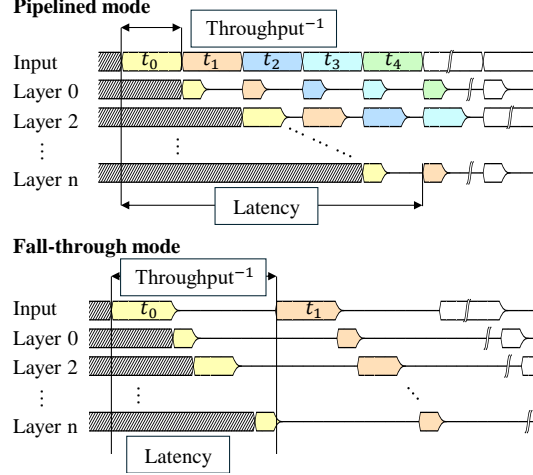 Pipelined mode
Throughput⁻¹
Input t₀ t₁ t₂ t₃ t₄
Layer 0
Layer 2
Layer n
Latency
Fall-through mode
Throughput⁻¹
Input t₀ t₁
Layer 0
Layer 2
Layer n
Latency